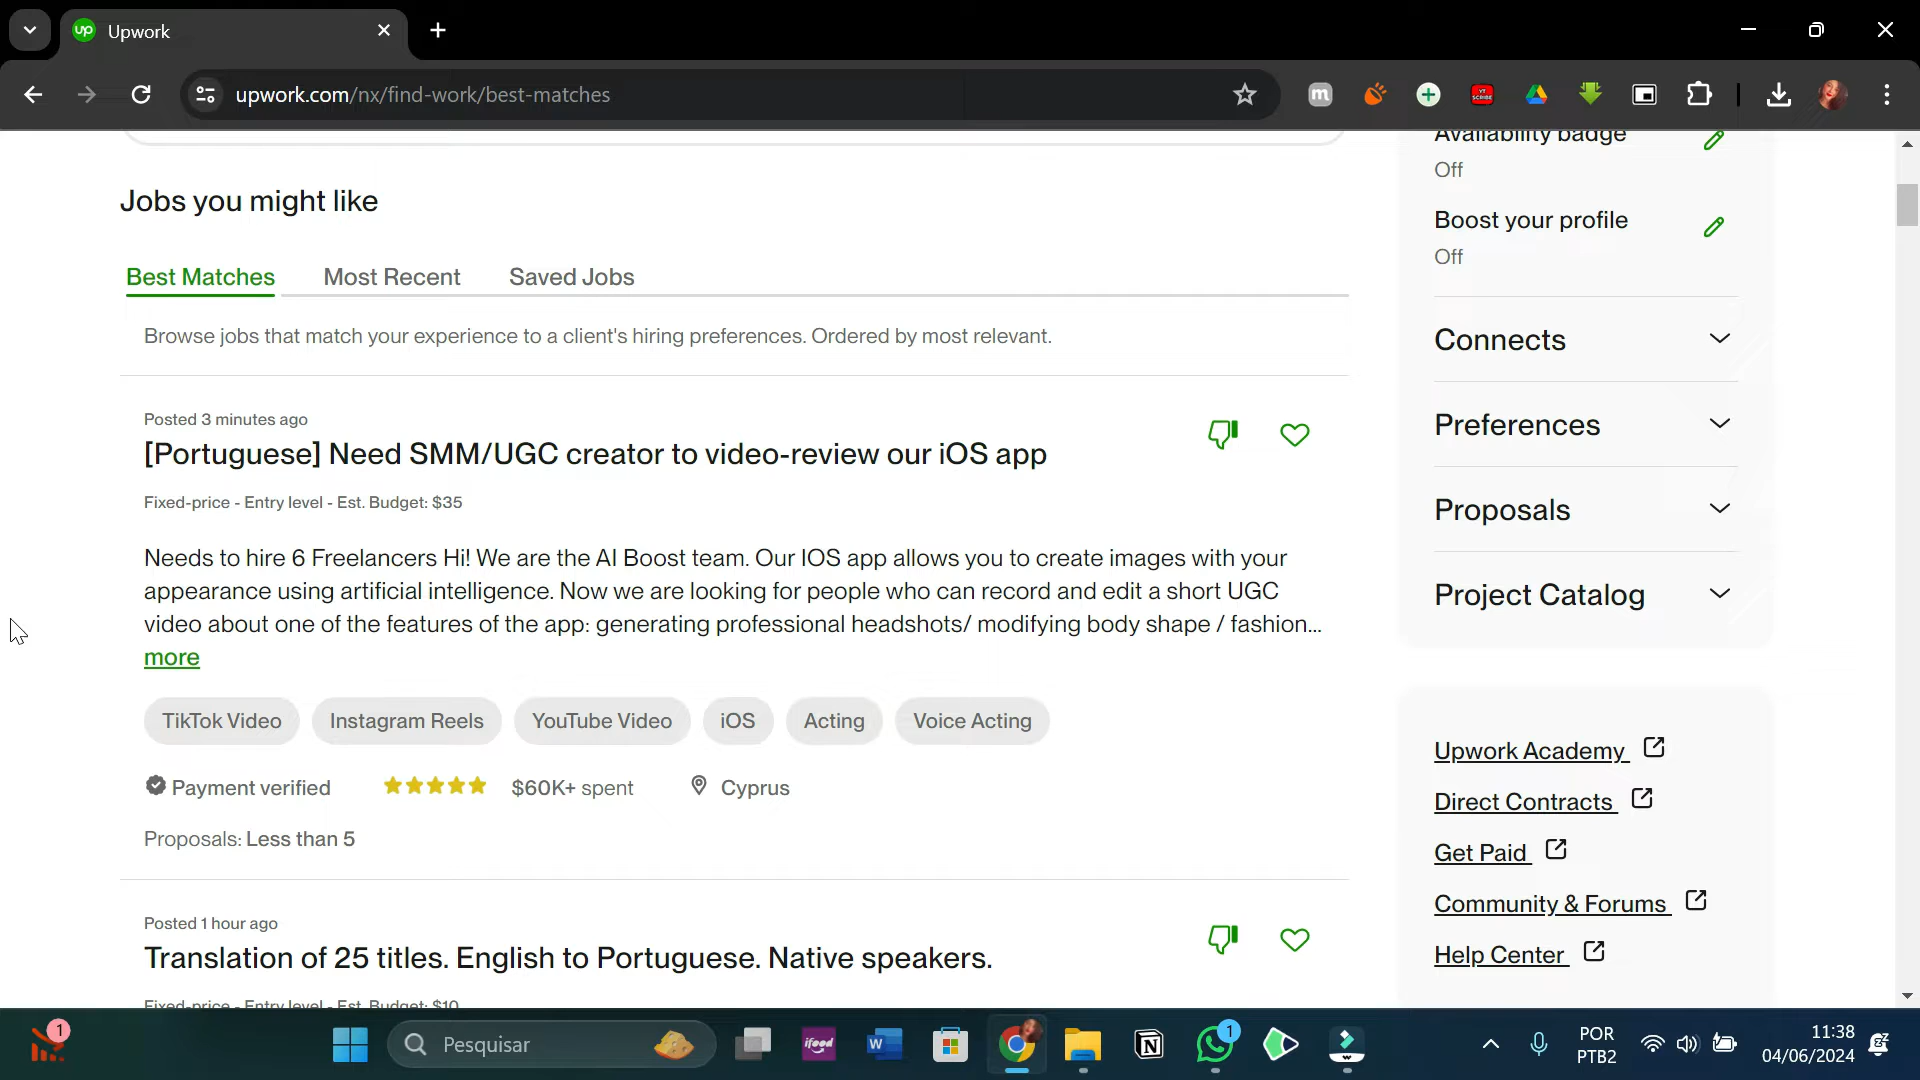 Upwork
upwork.com/nx/find-work/best-matches
Availability badge
Off
Boost your profile
Off
Connects
Preferences
Proposals
Project Catalog
Upwork Academy
Direct Contracts
Get Paid
Community & Forums
Help Center
Jobs you might like
Best Matches Most Recent Saved Jobs
Browse jobs that match your experience to a client's hiring preferences. Ordered by most relevant.
Posted 3 minutes ago
[Portuguese] Need SMM/UGC creator to video-review our iOS app
Fixed-price - Entry level - Est. Budget: $35
Needs to hire 6 Freelancers Hi! We are the AI Boost team. Our IOS app allows you to create images with your
appearance using artificial intelligence. Now we are looking for people who can record and edit a short UGC
video about one of the features of the app: generating professional headshots/ modifying body shape / fashion...
more
TikTok Video Instagram Reels YouTube Video iOS Acting Voice Acting
Payment verified $60K+ spent Cyprus
Proposals: Less than 5
Posted 1 hour ago
Translation of 25 titles. English to Portuguese. Native speakers.
Fixed-price - Entry level - Est. Budget: $10
1
Pesquisar
ifood
W
1
POR
PTB2
11:38
04/06/2024